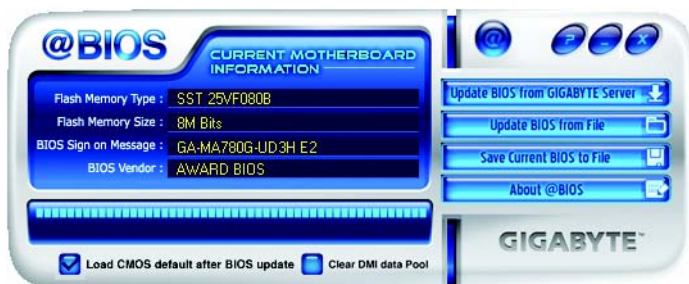 @BIOS
CURRENT MOTHERBOARD
INFORMATION
Flash Memory Type : SST 25VF080B
Flash Memory Size : 8M Bits
BIOS Sign on Message : GA-MA780G-UD3H E2
BIOS Vendor : AWARD BIOS
Load CMOS default after BIOS update
Clear DMI data Pool
@
? – X
Update BIOS from GIGABYTE Server
Update BIOS from File
Save Current BIOS to File
About @BIOS
GIGABYTE™